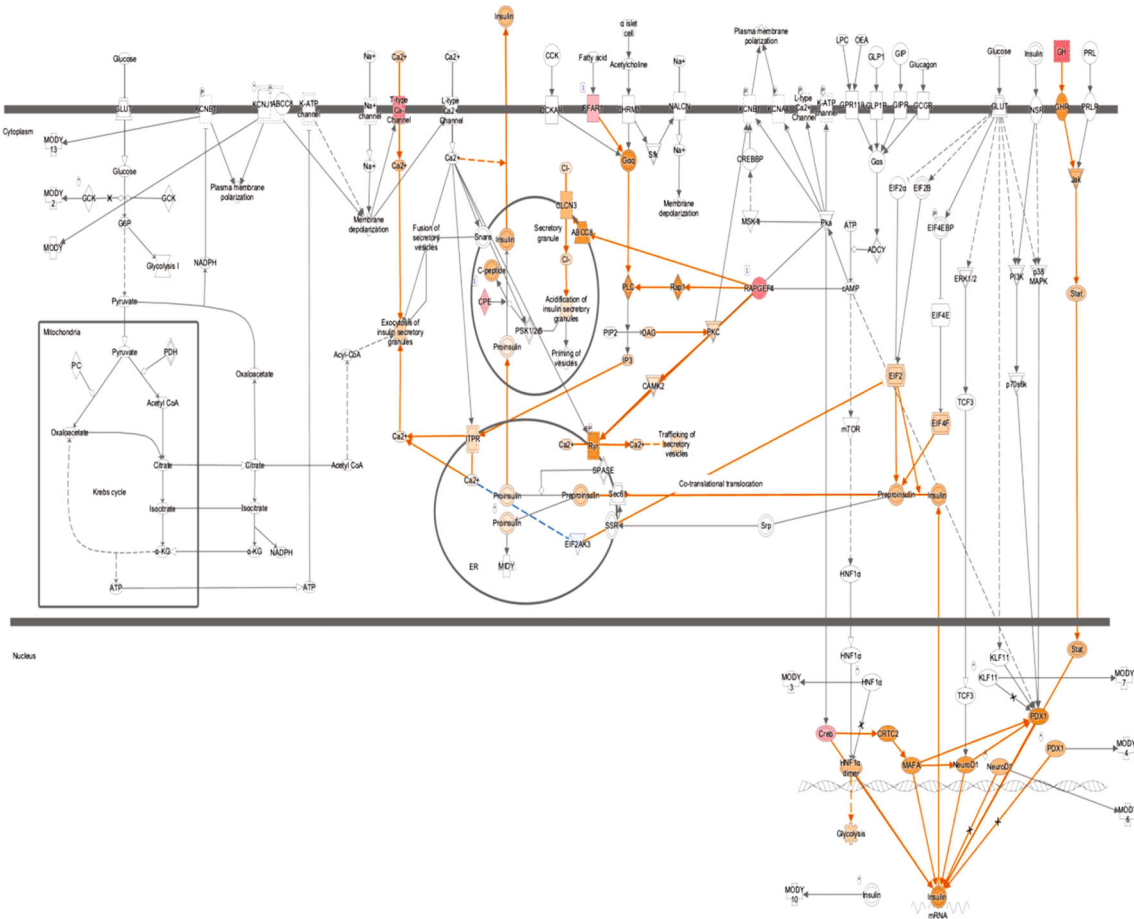 Insulin
α islet
cell
Plasma membrane
polarization
Glucose
Na+
Ca2+
Ca2+
CCK
Fatty acid
Acetylcholine
Na+
LPC
OEA
GLP1
GIP
Glucagon
Glucose
Insulin
GH
PRL
GLUT
KCNB1
KCNJ11
ABCC8
K-ATP
channel
Na+
channel
T-type
Ca
Channel
L-type
Ca2+
Channel
CCKAR
FFAR1
CHRM3
NALCN
KCNB1
KCNA4
L-type
Ca2+
Channel
K-ATP
Channel
GPR119
GLP1R
GIPR
GCGR
GLUT
INSR
GHR
PRLR
Cytoplasm
MODY
13
Na+
Ca2+
Ca2+
Gαq
Sfk
Na+
CREBBP
Gαs
EIF2α
EIF2B
Jak
Glucose
MODY
2
GCK
GCK
X
Plasma membrane
polarization
Membrane
depolarization
Cl-
CLCN3
Membrane
depolarization
MSK4
Pka
ATP
EIF4EBP
G6P
MODY
Glycolysis I
NADPH
Fusion of
secretory
vesicles
Snare
Insulin
Secretory
granule
ABCC8
Cl-
ADCY
ERK1/2
PI3K
p38
MAPK
C-peptide
CPE
PSK1/2
Acidification of
insulin secretory
granules
PLC
Rap1
RAPGEF4
cAMP
Stat
Pyruvate
EIF4E
Mitochondria
Pyruvate
PDH
PC
Acetyl CoA
Oxaloacetate
Acyl-CoA
Exocytosis of
insulin secretory
granules
Proinsulin
Priming of
vesicles
PIP2
DAG
PKC
IP3
CAMK2
EIF2
p70s6k
TCF3
Oxaloacetate
Citrate
Citrate
Acetyl CoA
Ca2+
ITPR
Ca2+
Ryr
Ca2+
Trafficking of
secretory
vesicles
mTOR
EIF4F
Krebs cycle
Ca2+
SPASE
Co-translational translocation
Isocitrate
Isocitrate
Proinsulin
Preproinsulin
Sec61
Preproinsulin
Insulin
Proinsulin
SSR4
Srp
α-KG
α-KG
NADPH
EIF2AK3
ER
MIDY
ATP
ATP
HNF1α
Nucleus
HNF1α
KLF11
Stat
MODY
3
HNF1α
KLF11
MODY
7
TCF3
X
X
PDX1
Creb
CRTC2
PDX1
MODY
4
HNF1α
dimer
MAFA
NeuroD1
NeuroD1
Glycolysis
X
X
MODY
6
MODY
10
Insulin
Insulin
mRNA